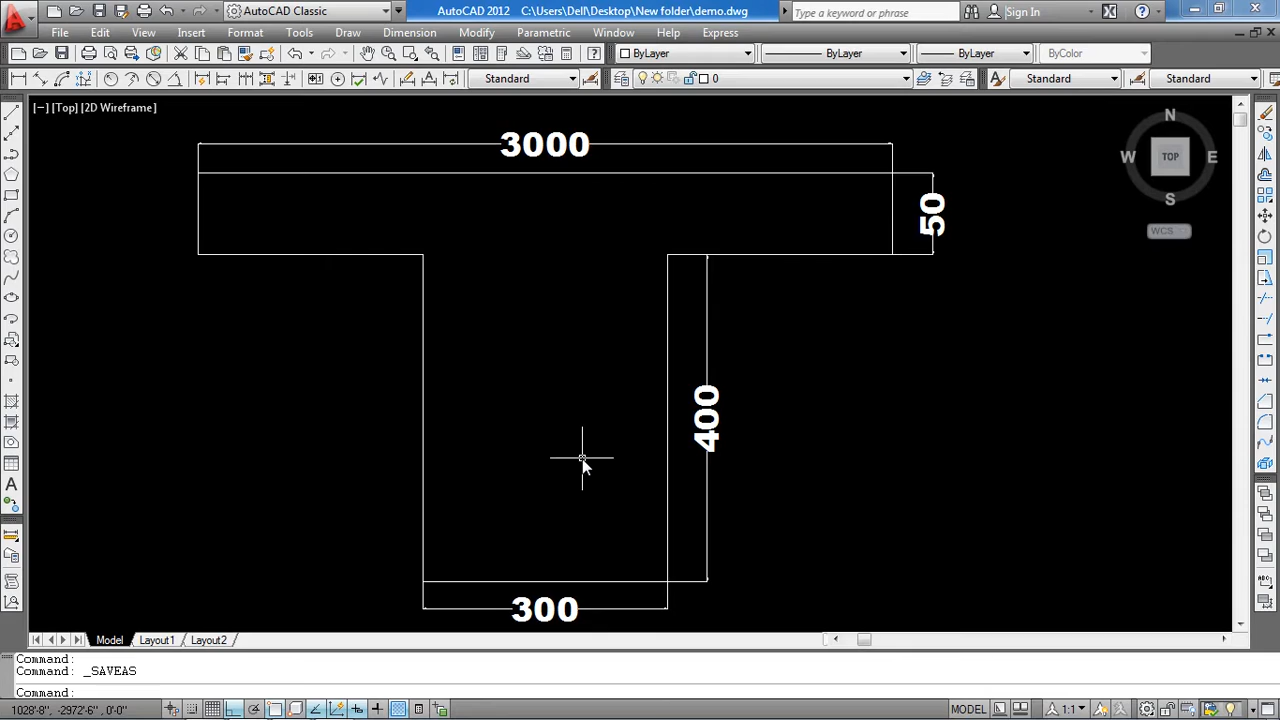 AutoCAD Classic
AutoCAD 2012 C:\Users\Dell\Desktop\New folder\demo.dwg
Type a keyword or phrase
Sign In
File Edit View Insert Format Tools Draw Dimension Modify Parametric Window Help Express
ByLayer ByLayer ByLayer ByColor
Standard 0 Standard Standard
[−] [Top] [2D Wireframe]
N
W TOP E
S
WCS
3000
50
400
300
Model Layout1 Layout2
Command:
Command: _SAVEAS
Command:
1028'-8", -2972'-6", 0'-0" MODEL 1:1